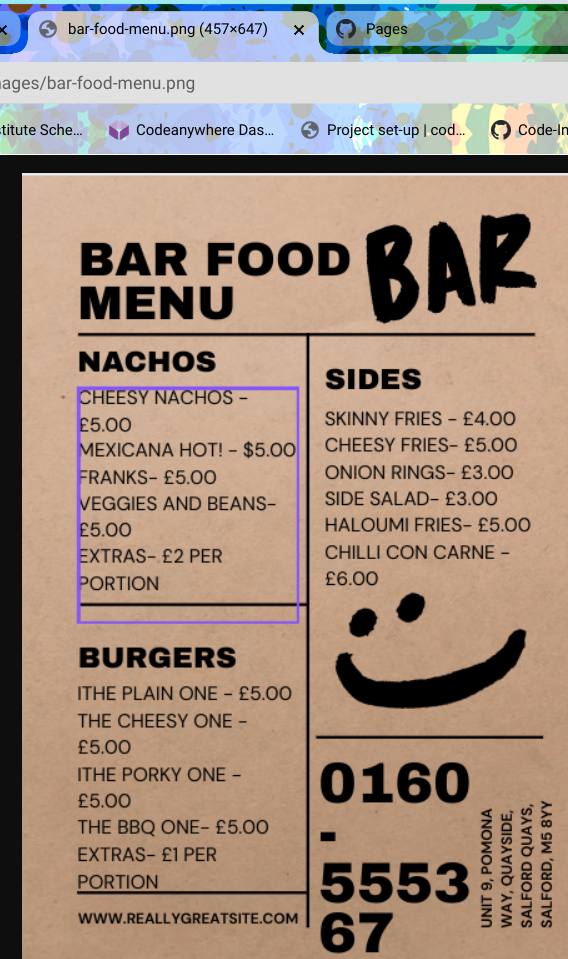 bar-food-menu.png (457×647)
Pages
ages/bar-food-menu.png
stitute Sche...
Codeanywhere Das...
Project set-up | cod...
Code-In
BAR FOOD
MENU
BAR
NACHOS
CHEESY NACHOS -
£5.00
MEXICANA HOT! - $5.00
FRANKS- £5.00
VEGGIES AND BEANS-
£5.00
EXTRAS- £2 PER
PORTION
BURGERS
ITHE PLAIN ONE - £5.00
THE CHEESY ONE -
£5.00
ITHE PORKY ONE -
£5.00
THE BBQ ONE- £5.00
EXTRAS- £1 PER
PORTION
WWW.REALLYGREATSITE.COM
SIDES
SKINNY FRIES - £4.00
CHEESY FRIES- £5.00
ONION RINGS- £3.00
SIDE SALAD- £3.00
HALOUMI FRIES- £5.00
CHILLI CON CARNE -
£6.00
0160
-
5553
67
UNIT 9, POMONA
WAY, QUAYSIDE,
SALFORD QUAYS,
SALFORD, M5 8YY